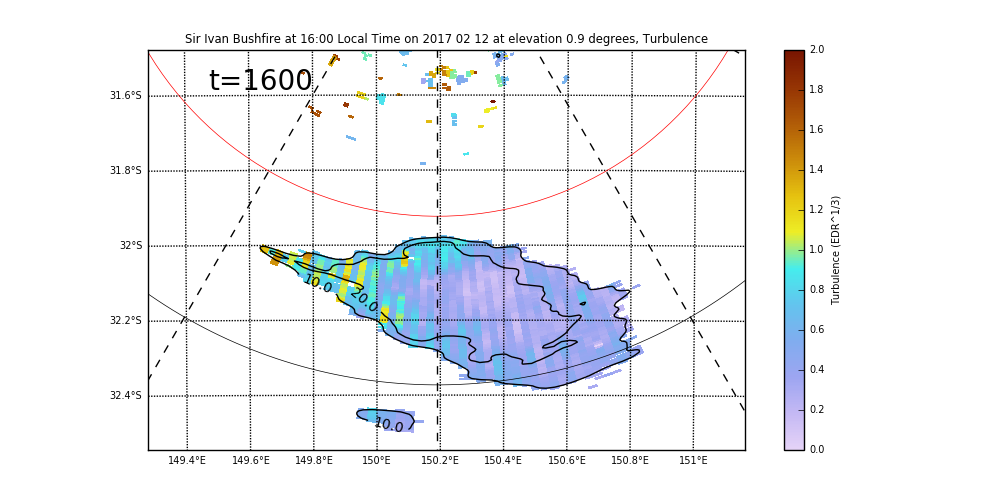 Sir Ivan Bushfire at 16:00 Local Time on 2017 02 12 at elevation 0.9 degrees, Turbulence
t=1600
31.6°S
31.8°S
32°S
32.2°S
32.4°S
10.0
20.0
10.0
149.4°E 149.6°E 149.8°E 150°E 150.2°E 150.4°E 150.6°E 150.8°E 151°E
2.0
1.8
1.6
1.4
1.2
1.0
0.8
0.6
0.4
0.2
0.0
Turbulence (EDR^1/3)